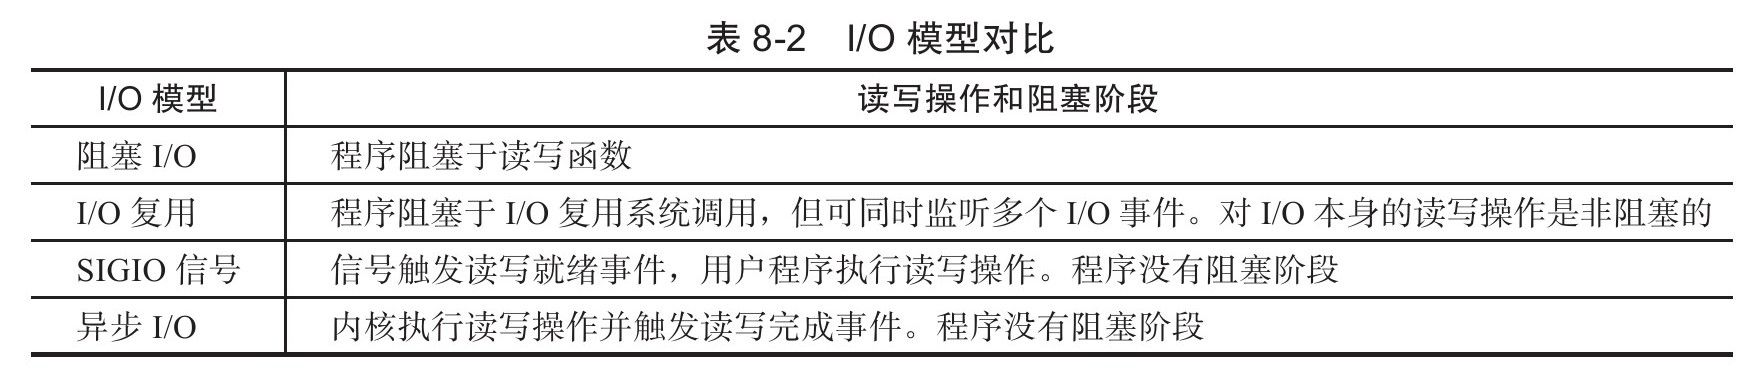 表 8-2 I/O 模型对比
I/O 模型 读写操作和阻塞阶段
阻塞 I/O 程序阻塞于读写函数
I/O 复用 程序阻塞于 I/O 复用系统调用，但可同时监听多个 I/O 事件。对 I/O 本身的读写操作是非阻塞的
SIGIO 信号 信号触发读写就绪事件，用户程序执行读写操作。程序没有阻塞阶段
异步 I/O 内核执行读写操作并触发读写完成事件。程序没有阻塞阶段